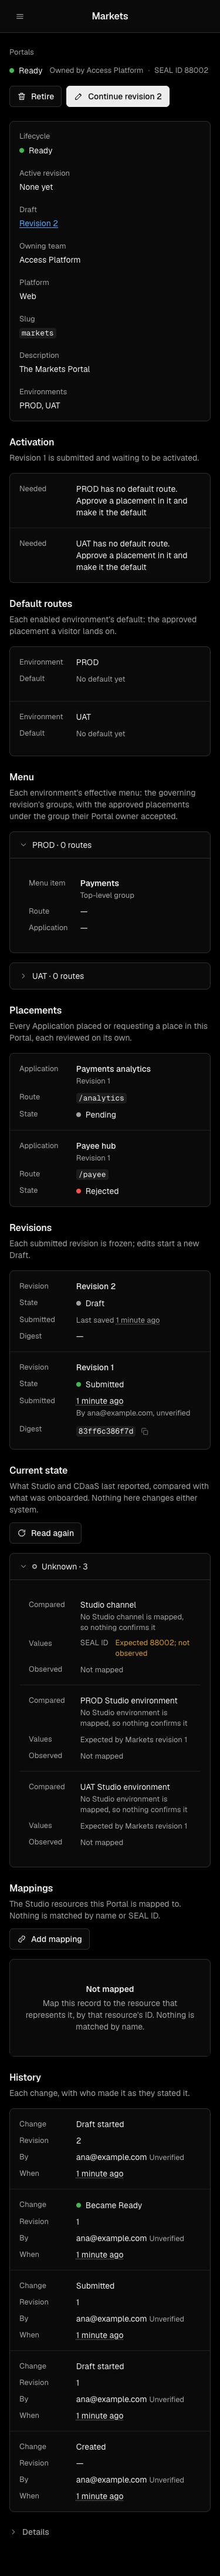 Markets
Portals
Ready Owned by Access Platform · SEAL ID 88002
Retire
Continue revision 2
Lifecycle
Ready
Active revision
None yet
Draft
Revision 2
Owning team
Access Platform
Platform
Web
Slug
markets
Description
The Markets Portal
Environments
PROD, UAT
Activation
Revision 1 is submitted and waiting to be activated.
Needed PROD has no default route.
Approve a placement in it and
make it the default
Needed UAT has no default route.
Approve a placement in it and
make it the default
Default routes
Each enabled environment's default: the approved
placement a visitor lands on.
Environment PROD
Default No default yet
Environment UAT
Default No default yet
Menu
Each environment's effective menu: the governing
revision's groups, with the approved placements
under the group their Portal owner accepted.
PROD · 0 routes
Menu item Payments
Top-level group
Route —
Application —
UAT · 0 routes
Placements
Every Application placed or requesting a place in this
Portal, each reviewed on its own.
Application Payments analytics
Revision 1
Route /analytics
State Pending
Application Payee hub
Revision 1
Route /payee
State Rejected
Revisions
Each submitted revision is frozen; edits start a new
Draft.
Revision Revision 2
State Draft
Submitted Last saved 1 minute ago
Digest —
Revision Revision 1
State Submitted
Submitted 1 minute ago
By ana@example.com, unverified
Digest 83ff6c386f7d
Current state
What Studio and CDaaS last reported, compared with
what was onboarded. Nothing here changes either
system.
Read again
Unknown · 3
Compared Studio channel
No Studio channel is mapped,
so nothing confirms it
Values SEAL ID Expected 88002; not
observed
Observed Not mapped
Compared PROD Studio environment
No Studio environment is
mapped, so nothing confirms it
Values Expected by Markets revision 1
Observed Not mapped
Compared UAT Studio environment
No Studio environment is
mapped, so nothing confirms it
Values Expected by Markets revision 1
Observed Not mapped
Mappings
The Studio resources this Portal is mapped to.
Nothing is matched by name or SEAL ID.
Add mapping
Not mapped
Map this record to the resource that
represents it, by that resource's ID. Nothing is
matched by name.
History
Each change, with who made it as they stated it.
Change Draft started
Revision 2
By ana@example.com Unverified
When 1 minute ago
Change Became Ready
Revision 1
By ana@example.com Unverified
When 1 minute ago
Change Submitted
Revision 1
By ana@example.com Unverified
When 1 minute ago
Change Draft started
Revision 1
By ana@example.com Unverified
When 1 minute ago
Change Created
Revision —
By ana@example.com Unverified
When 1 minute ago
Details